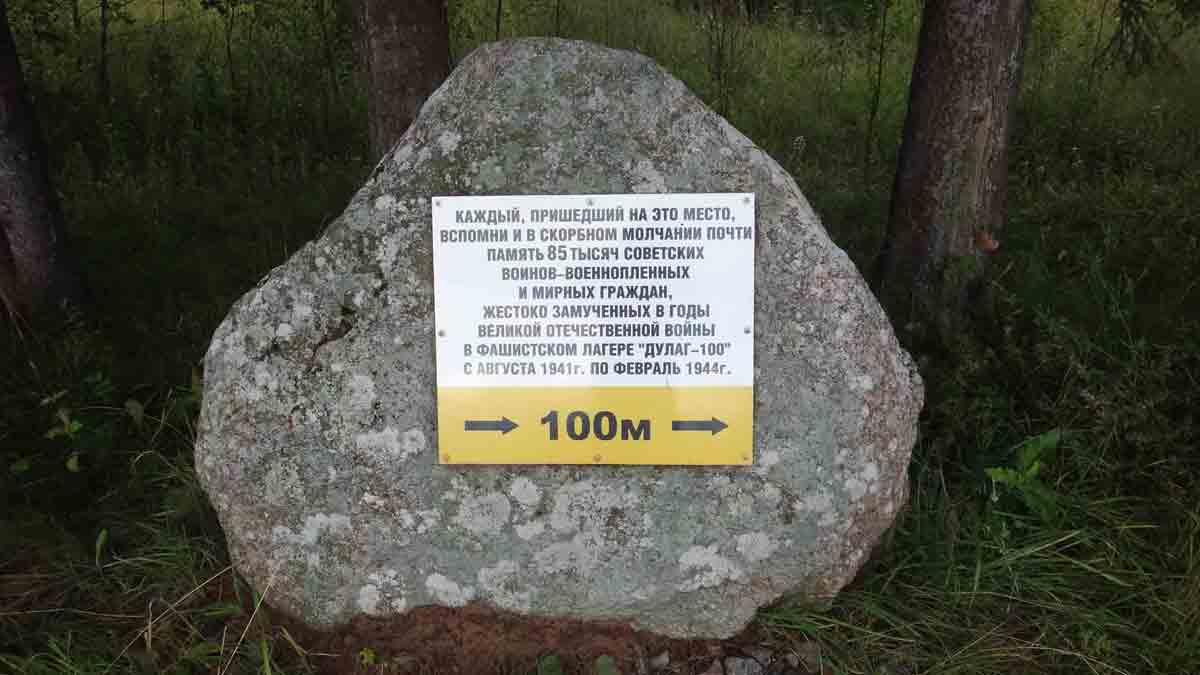 КАЖДЫЙ, ПРИШЕДШИЙ НА ЭТО МЕСТО,
ВСПОМНИ И В СКОРБНОМ МОЛЧАНИИ ПОЧТИ
ПАМЯТЬ 85 ТЫСЯЧ СОВЕТСКИХ
ВОИНОВ-ВОЕННОПЛЕННЫХ
И МИРНЫХ ГРАЖДАН,
ЖЕСТОКО ЗАМУЧЕННЫХ В ГОДЫ
ВЕЛИКОЙ ОТЕЧЕСТВЕННОЙ ВОЙНЫ
В ФАШИСТСКОМ ЛАГЕРЕ "ДУЛАГ-100"
С АВГУСТА 1941г. ПО ФЕВРАЛЬ 1944г.
→ 100м →